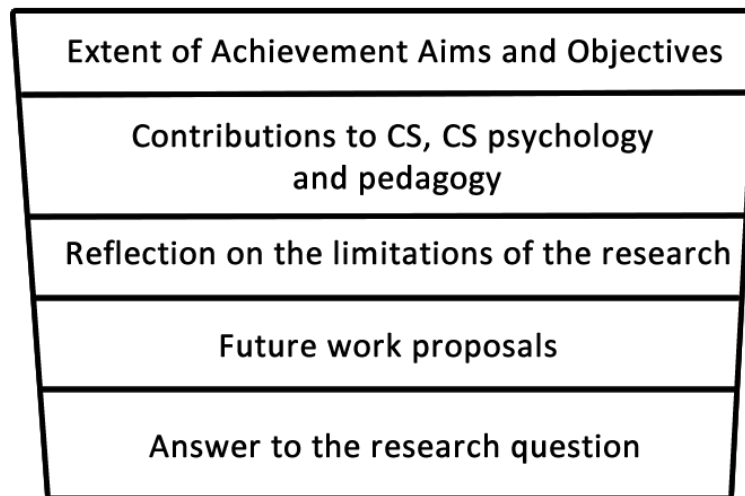 Extent of Achievement Aims and Objectives
Contributions to CS, CS psychology
and pedagogy
Reflection on the limitations of the research
Future work proposals
Answer to the research question